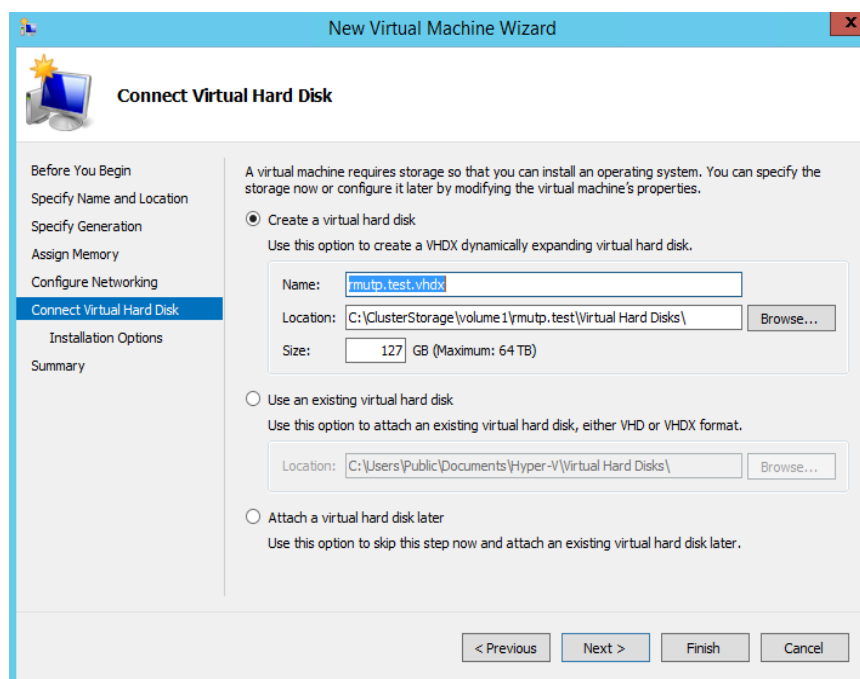 New Virtual Machine Wizard
x
Connect Virtual Hard Disk
Before You Begin
Specify Name and Location
Specify Generation
Assign Memory
Configure Networking
Connect Virtual Hard Disk
Installation Options
Summary
A virtual machine requires storage so that you can install an operating system. You can specify the
storage now or configure it later by modifying the virtual machine's properties.
Create a virtual hard disk
Use this option to create a VHDX dynamically expanding virtual hard disk.
Name: rmutp.test.vhdx
Location: C:\ClusterStorage\volume1\rmutp.test\Virtual Hard Disks\ Browse...
Size: 127 GB (Maximum: 64 TB)
Use an existing virtual hard disk
Use this option to attach an existing virtual hard disk, either VHD or VHDX format.
Location: C:\Users\Public\Documents\Hyper-V\Virtual Hard Disks\ Browse...
Attach a virtual hard disk later
Use this option to skip this step now and attach an existing virtual hard disk later.
< Previous Next > Finish Cancel